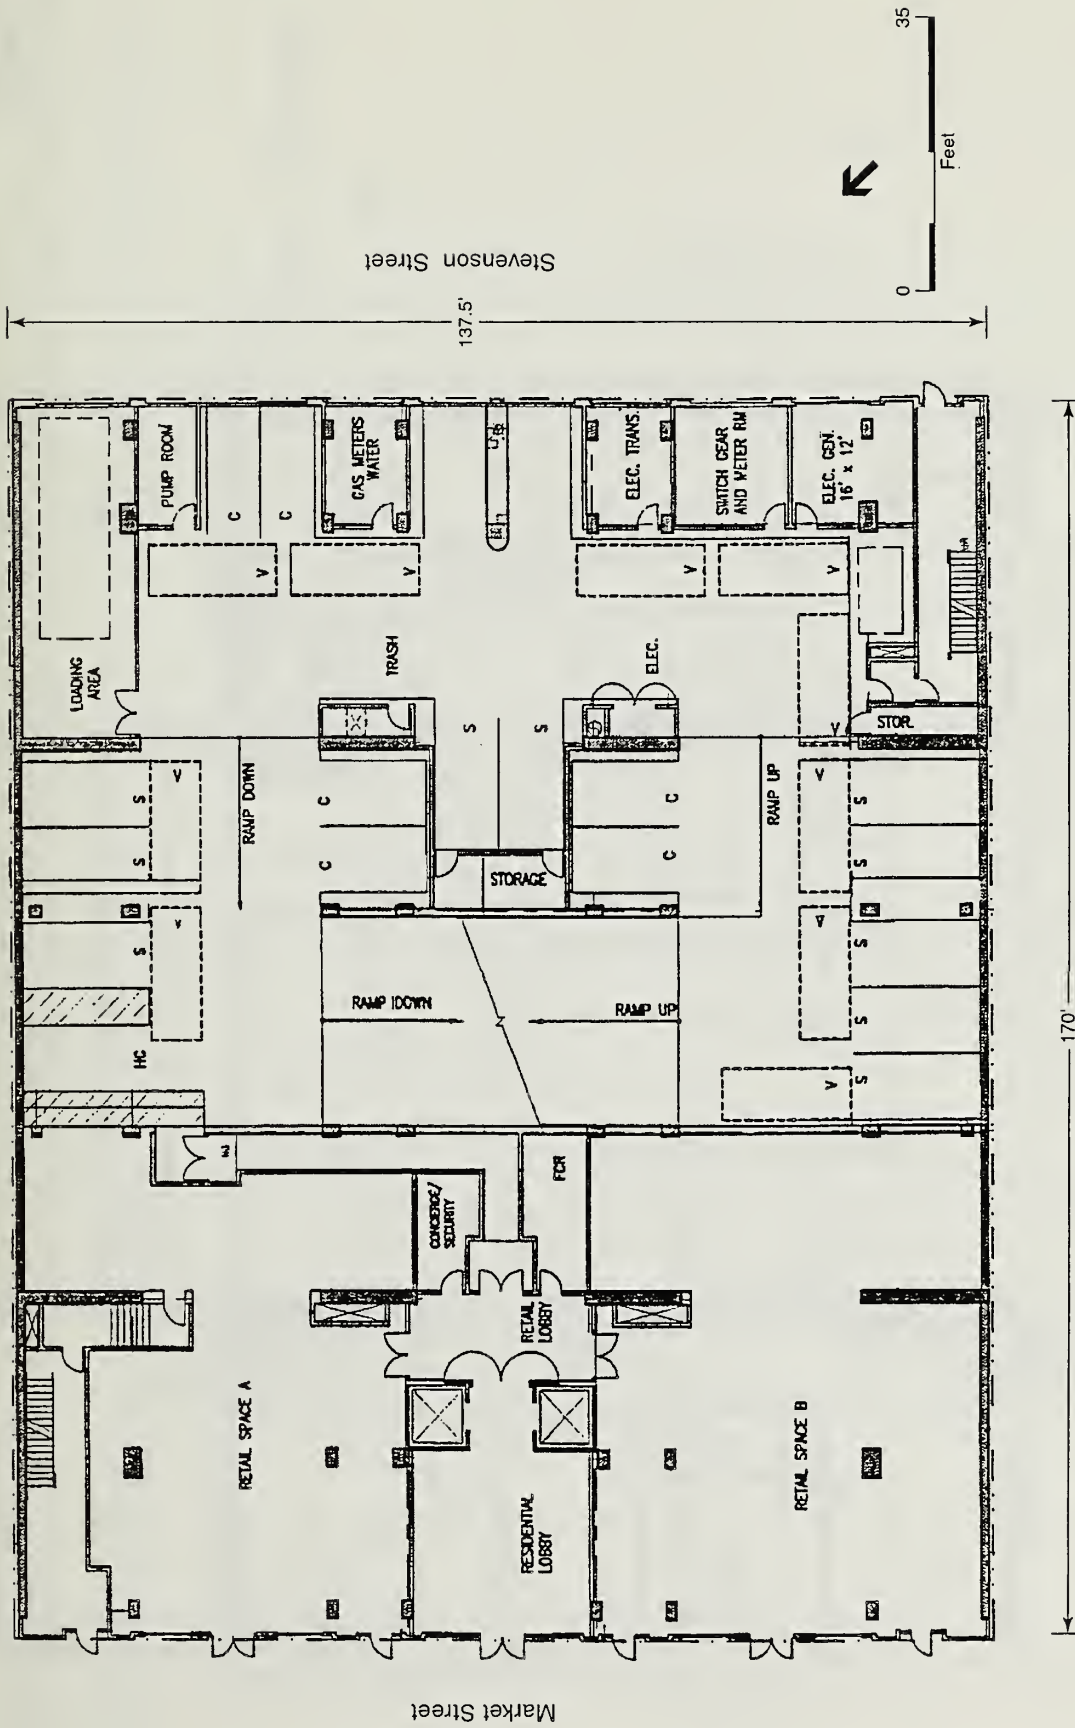 Stevenson Street
137.5'
35
Feet
0
LOADING
AREA
PUMP ROOM
C
C
GAS METERS
WATER
ELEC. TRANS.
SWITCH GEAR
AND METER RM
ELEC. GEN.
16' x 12'
V
V
V
V
V
TRASH
ELEC.
STOR.
S
S
RAMP DOWN
RAMP UP
S
S
V
C
C
C
C
V
S
S
STORAGE
S
V
V
S
S
S
V
HC
RAMP DOWN
RAMP UP
170'
CONCIERGE/
SECURITY
FCR
RETAIL
LOBBY
RETAIL SPACE A
RETAIL SPACE B
RESIDENTIAL
LOBBY
Market Street